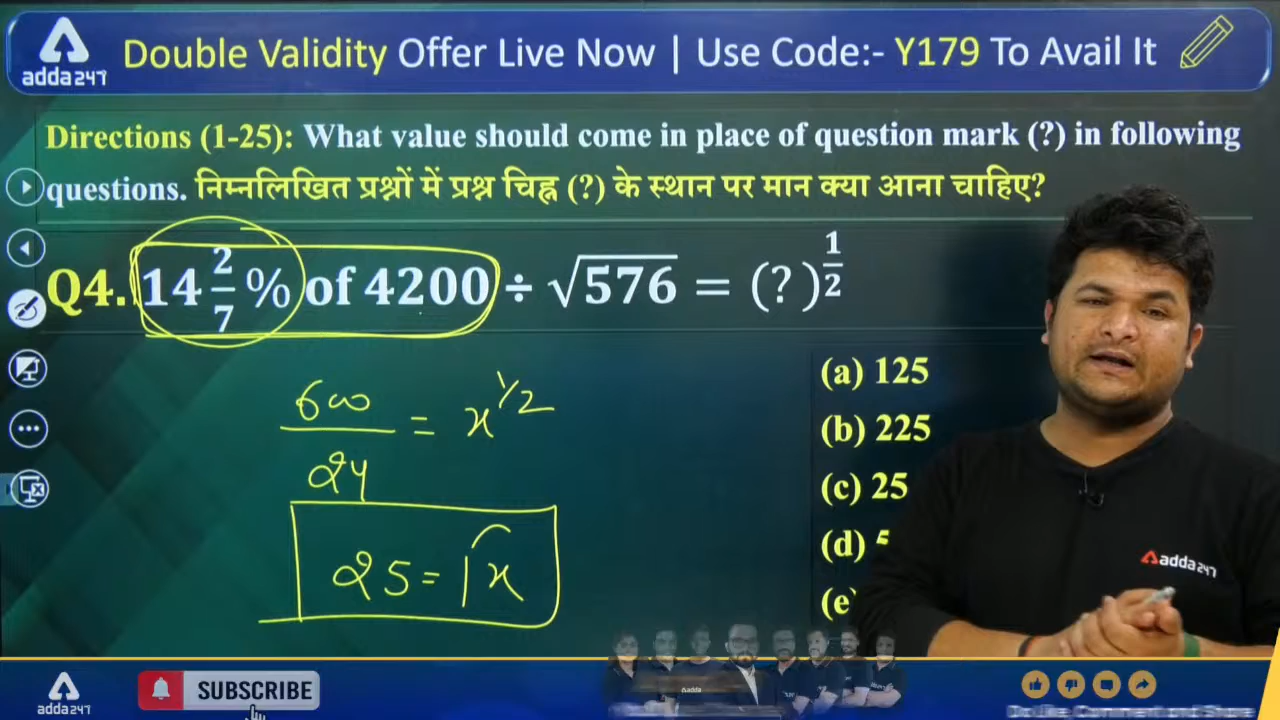 Double Validity Offer Live Now | Use Code:- Y179 To Avail It
adda247
Directions (1-25): What value should come in place of question mark (?) in following
questions. निम्नलिखित प्रश्नों में प्रश्न चिह्न (?) के स्थान पर मान क्या आना चाहिए?
Q4. 14 2/7 % of 4200 ÷ √576 = (?)^1/2
600/24 = x^1/2
25 = √x
(a) 125
(b) 225
(c) 25
(d)
(e)
adda247
adda247
SUBSCRIBE